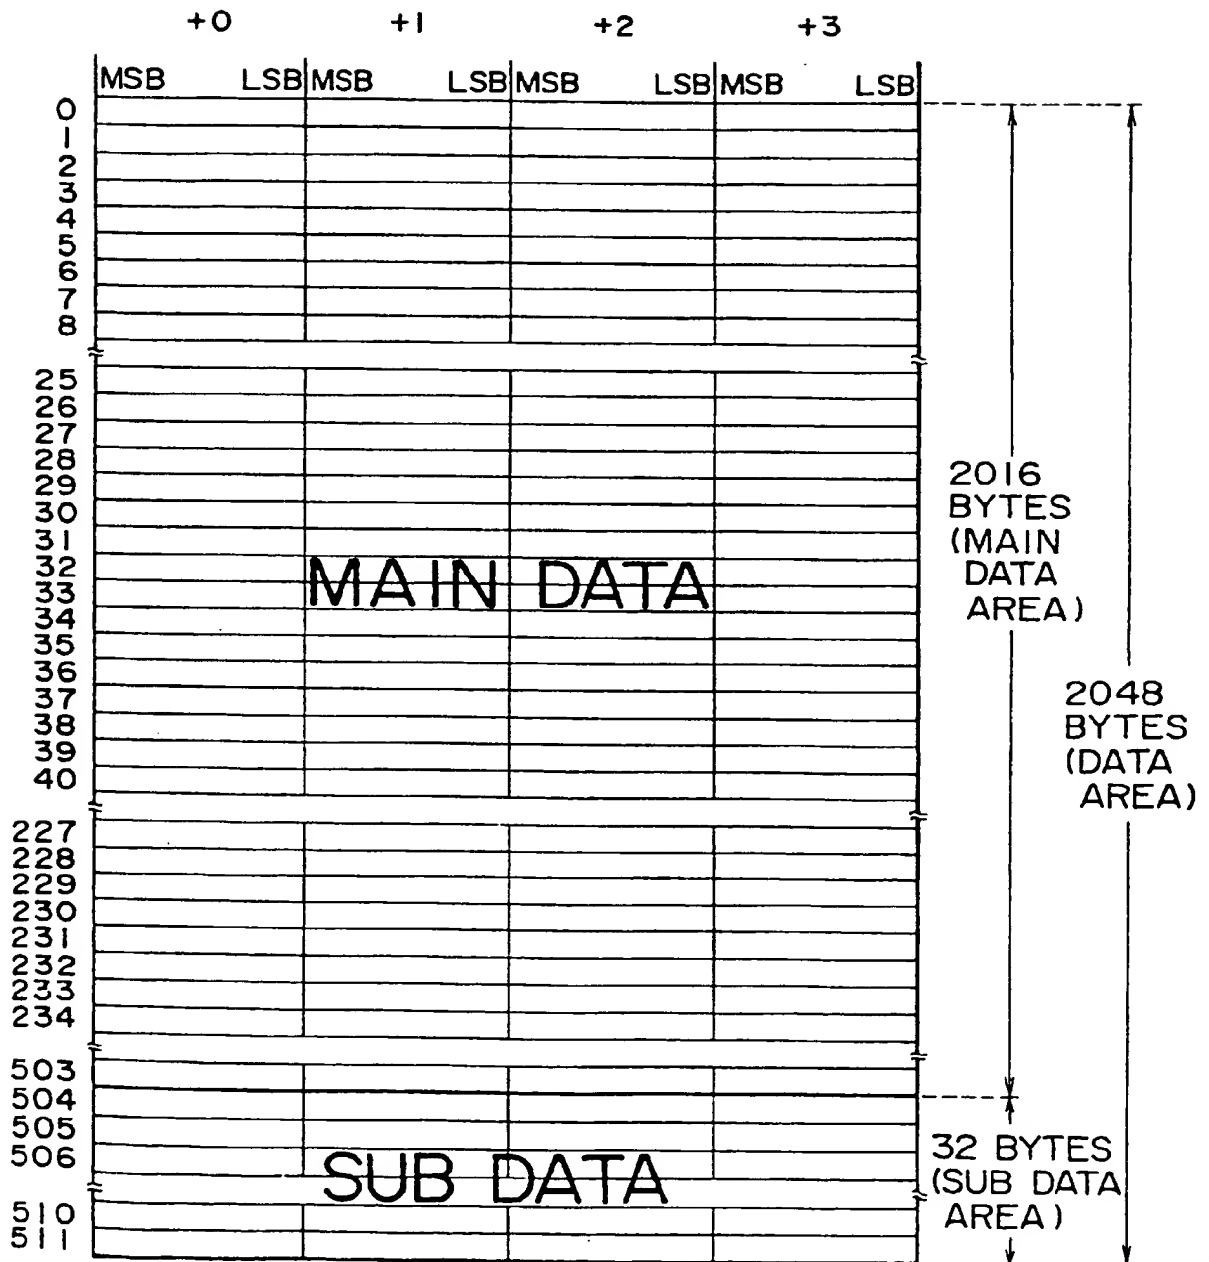 +0 +1 +2 +3
MSB LSB MSB LSB MSB LSB MSB LSB
0
1
2
3
4
5
6
7
8
25
26
27
28
29
30
31
32
33
34
35
36
37
38
39
40
227
228
229
230
231
232
233
234
503
504
505
506
510
511
MAIN DATA
SUB DATA
2016
BYTES
(MAIN
DATA
AREA)
2048
BYTES
(DATA
AREA)
32 BYTES
(SUB DATA
AREA)